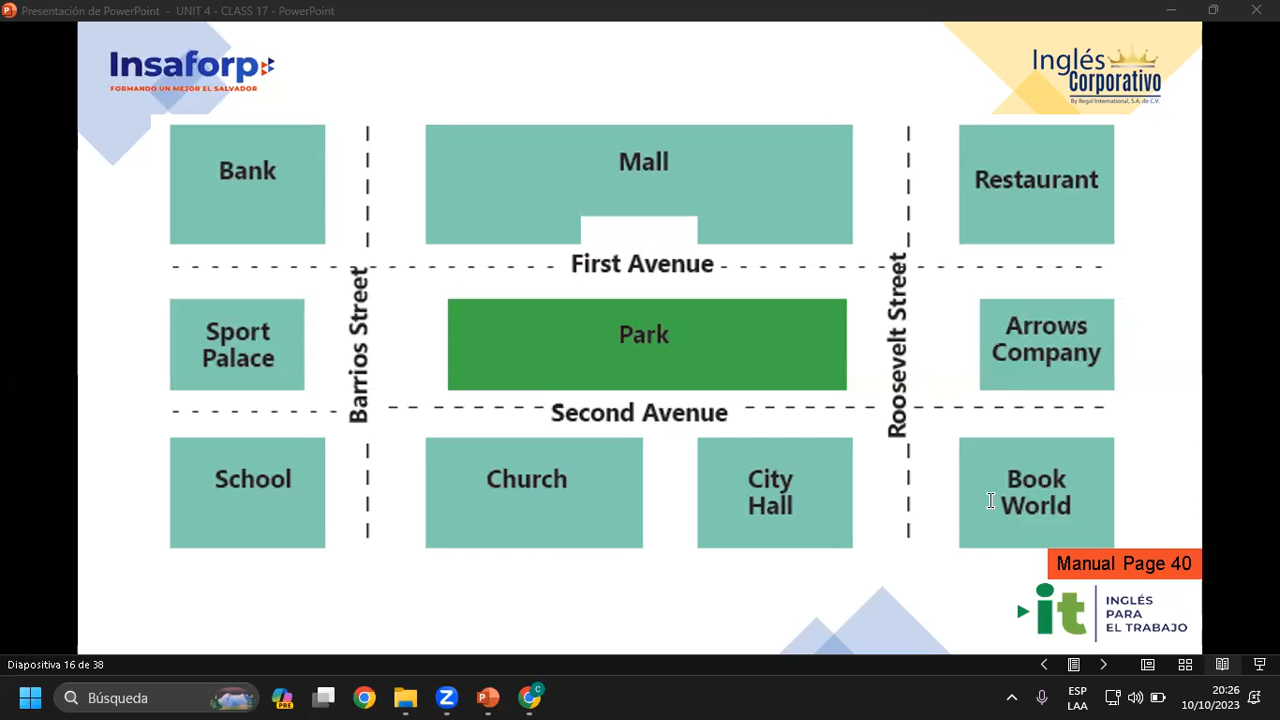 Presentación de PowerPoint - UNIT 4 - CLASS 17 - PowerPoint
Insaforp
FORMANDO UN MEJOR EL SALVADOR
Inglés
Corporativo
By Regal International, S.A. de C.V.
Bank
Mall
Restaurant
First Avenue
Barrios Street
Roosevelt Street
Sport
Palace
Park
Arrows
Company
Second Avenue
School
Church
City
Hall
Book
World
Manual Page 40
it
INGLÉS
PARA
EL TRABAJO
Diapositiva 16 de 38
Búsqueda
PRE
ESP
LAA
20:26
10/10/2023